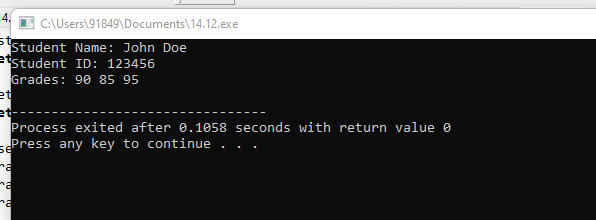 C:\Users\91849\Documents\14.12.exe
Student Name: John Doe
Student ID: 123456
Grades: 90 85 95
--------------------------------
Process exited after 0.1058 seconds with return value 0
Press any key to continue . . .